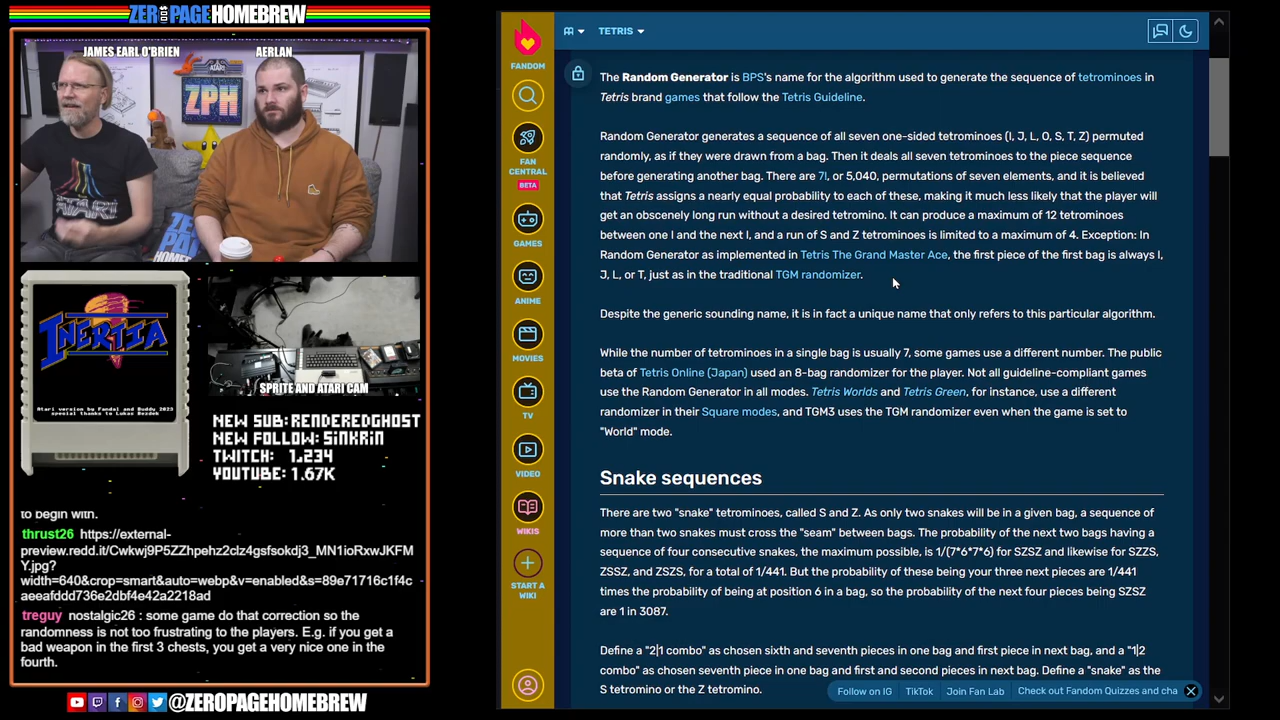 ZERO PAGE HOMEBREW
JAMES EARL O'BRIEN
AERLAN
ATARI
ZPH
INERTIA
Atari version by Fandal and Buddy 2023
special thanks to Lukas Bezdek
SPRITE AND ATARI CAM
NEW SUB: RENDEREDGHOST
NEW FOLLOW: SINKRIN
TWITCH: 1,234
YOUTUBE: 1.67K
to begin with.
thrust26 https://external-
preview.redd.it/Cwkwj9P5ZZhpehz2clz4gsfsokdj3_MN1ioRxwJKFM
Y.jpg?
width=640&crop=smart&auto=webp&v=enabled&s=89e71716c1f4c
aeeafddd736e2dbf4e42a2218ad
treguy nostalgic26 : some game do that correction so the
randomness is not too frustrating to the players. E.g. if you get a
bad weapon in the first 3 chests, you get a very nice one in the
fourth.
@ZEROPAGEHOMEBREW
FANDOM
FAN
CENTRAL
BETA
GAMES
ANIME
MOVIES
TV
VIDEO
WIKIS
START A
WIKI
TETRIS
The Random Generator is BPS's name for the algorithm used to generate the sequence of tetrominoes in
Tetris brand games that follow the Tetris Guideline.
Random Generator generates a sequence of all seven one-sided tetrominoes (I, J, L, O, S, T, Z) permuted
randomly, as if they were drawn from a bag. Then it deals all seven tetrominoes to the piece sequence
before generating another bag. There are 7!, or 5,040, permutations of seven elements, and it is believed
that Tetris assigns a nearly equal probability to each of these, making it much less likely that the player will
get an obscenely long run without a desired tetromino. It can produce a maximum of 12 tetrominoes
between one I and the next I, and a run of S and Z tetrominoes is limited to a maximum of 4. Exception: In
Random Generator as implemented in Tetris The Grand Master Ace, the first piece of the first bag is always I,
J, L, or T, just as in the traditional TGM randomizer.
Despite the generic sounding name, it is in fact a unique name that only refers to this particular algorithm.
While the number of tetrominoes in a single bag is usually 7, some games use a different number. The public
beta of Tetris Online (Japan) used an 8-bag randomizer for the player. Not all guideline-compliant games
use the Random Generator in all modes. Tetris Worlds and Tetris Green, for instance, use a different
randomizer in their Square modes, and TGM3 uses the TGM randomizer even when the game is set to
"World" mode.
Snake sequences
There are two "snake" tetrominoes, called S and Z. As only two snakes will be in a given bag, a sequence of
more than two snakes must cross the "seam" between bags. The probability of the next two bags having a
sequence of four consecutive snakes, the maximum possible, is 1/(7*6*7*6) for SZSZ and likewise for SZZS,
ZSSZ, and ZSZS, for a total of 1/441. But the probability of these being your three next pieces are 1/441
times the probability of being at position 6 in a bag, so the probability of the next four pieces being SZSZ
are 1 in 3087.
Define a "2|1 combo" as chosen sixth and seventh pieces in one bag and first piece in next bag, and a "1|2
combo" as chosen seventh piece in one bag and first and second pieces in next bag. Define a "snake" as the
S tetromino or the Z tetromino.
Follow on IG
TikTok
Join Fan Lab
Check out Fandom Quizzes and cha